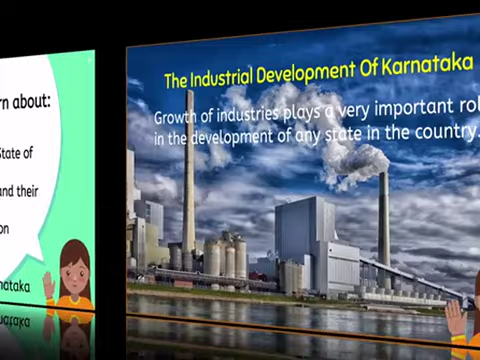 rn about:
State of
and their
on
nataka
The Industrial Development Of Karnataka
Growth of industries plays a very important rol
in the development of any state in the country.